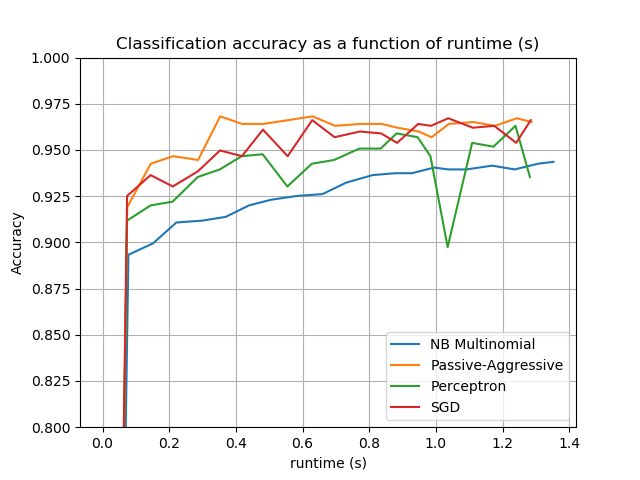 Classification accuracy as a function of runtime (s)
1.000
0.975
0.950
0.925
0.900
0.875
0.850
0.825
0.800
Accuracy
NB Multinomial
Passive-Aggressive
Perceptron
SGD
0.0 0.2 0.4 0.6 0.8 1.0 1.2 1.4
runtime (s)